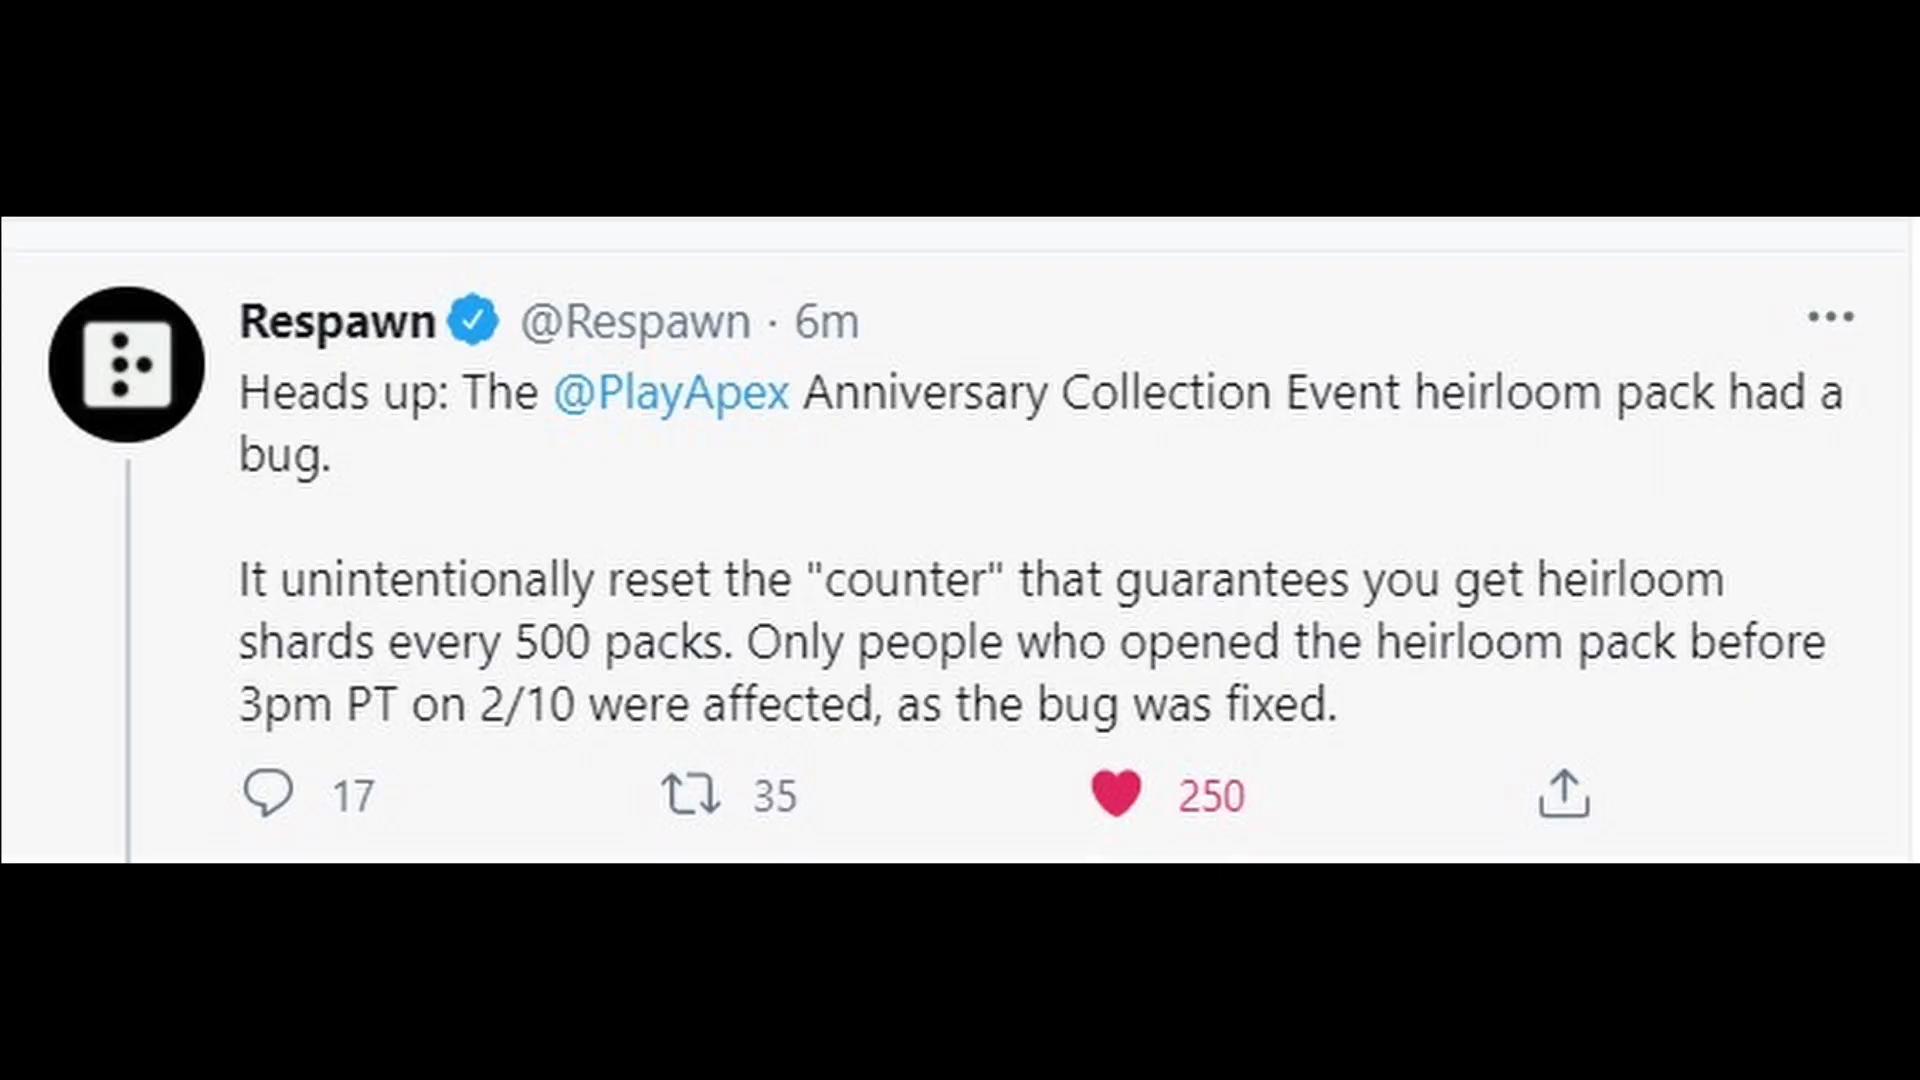 Respawn @Respawn · 6m
Heads up: The @PlayApex Anniversary Collection Event heirloom pack had a
bug.
It unintentionally reset the "counter" that guarantees you get heirloom
shards every 500 packs. Only people who opened the heirloom pack before
3pm PT on 2/10 were affected, as the bug was fixed.
17 35 250